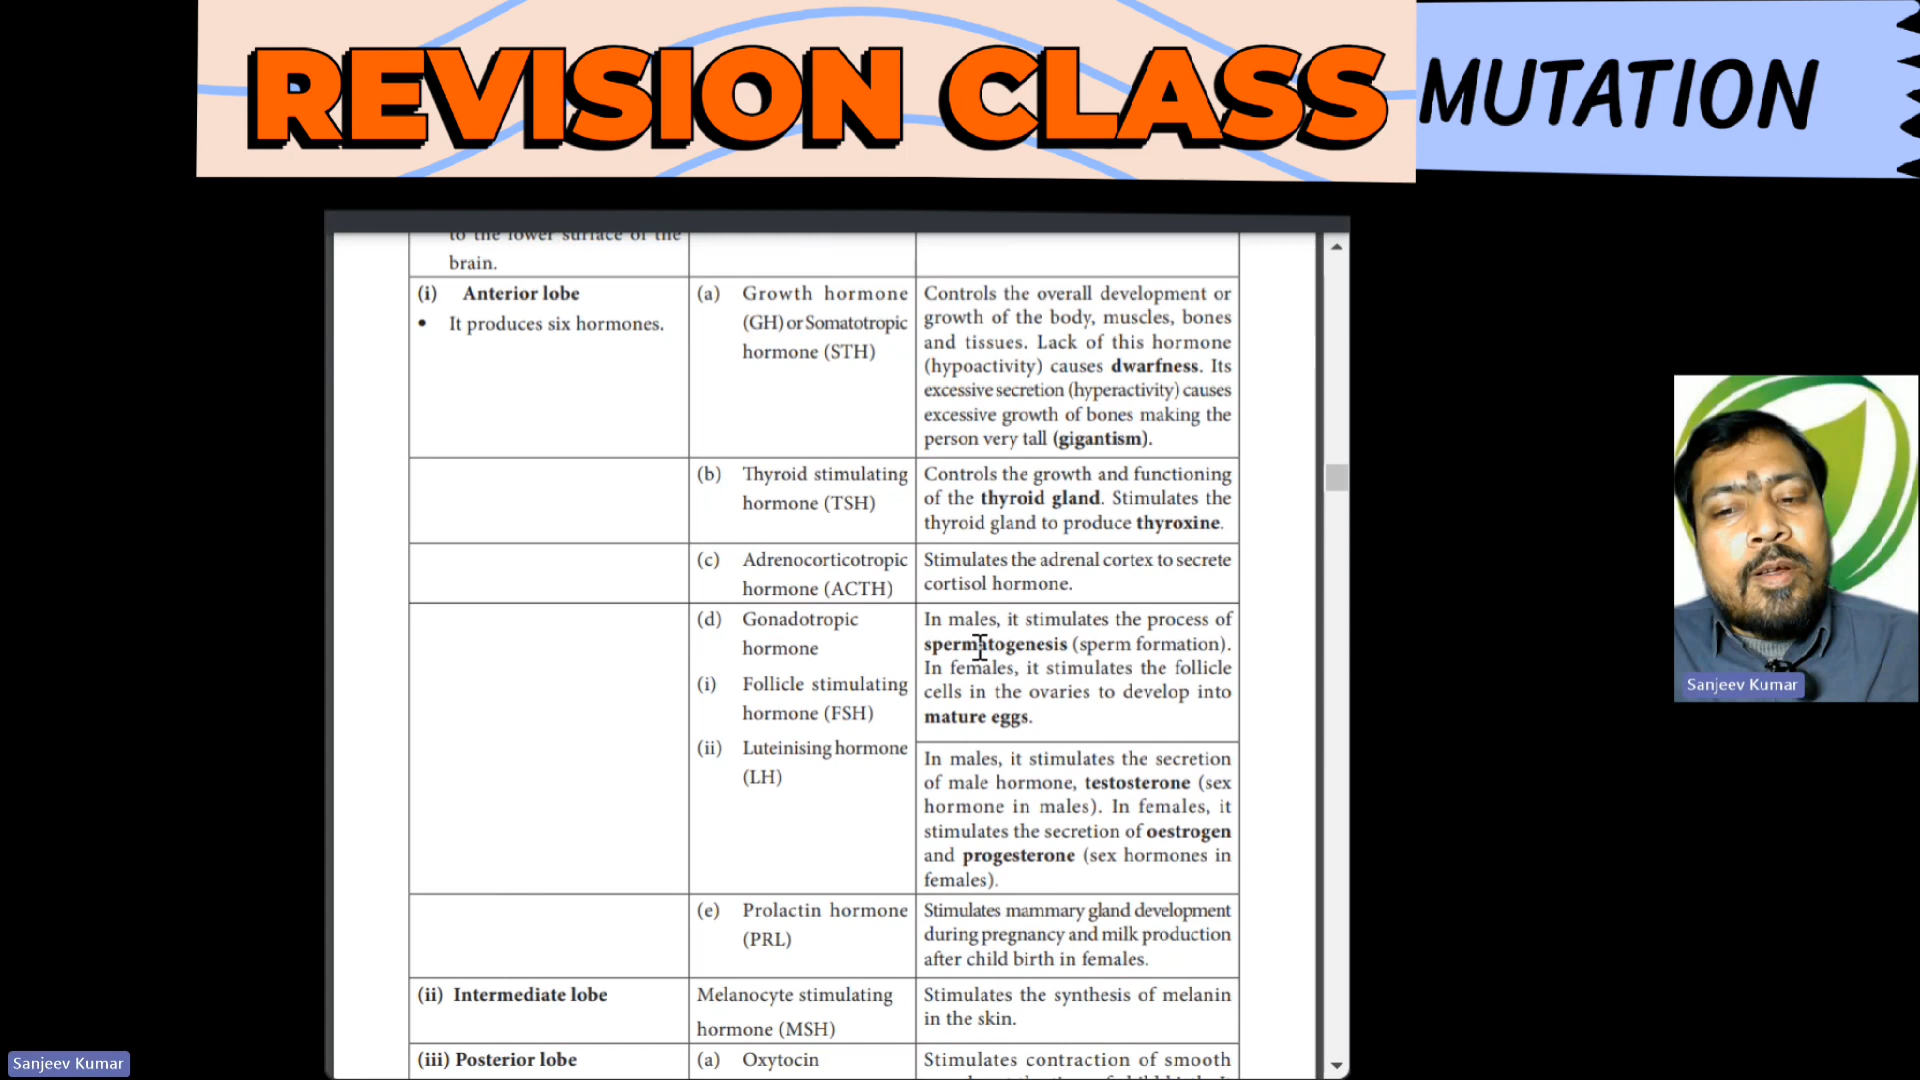 REVISION CLASS
MUTATION
to the lower surface of the
brain.
(i) Anterior lobe
• It produces six hormones.
(a) Growth hormone
(GH) or Somatotropic
hormone (STH)
Controls the overall development or
growth of the body, muscles, bones
and tissues. Lack of this hormone
(hypoactivity) causes dwarfness. Its
excessive secretion (hyperactivity) causes
excessive growth of bones making the
person very tall (gigantism).
(b) Thyroid stimulating
hormone (TSH)
Controls the growth and functioning
of the thyroid gland. Stimulates the
thyroid gland to produce thyroxine.
(c) Adrenocorticotropic
hormone (ACTH)
Stimulates the adrenal cortex to secrete
cortisol hormone.
(d) Gonadotropic
hormone
(i) Follicle stimulating
hormone (FSH)
(ii) Luteinising hormone
(LH)
In males, it stimulates the process of
spermatogenesis (sperm formation).
In females, it stimulates the follicle
cells in the ovaries to develop into
mature eggs.
In males, it stimulates the secretion
of male hormone, testosterone (sex
hormone in males). In females, it
stimulates the secretion of oestrogen
and progesterone (sex hormones in
females).
(e) Prolactin hormone
(PRL)
Stimulates mammary gland development
during pregnancy and milk production
after child birth in females.
(ii) Intermediate lobe
Melanocyte stimulating
hormone (MSH)
Stimulates the synthesis of melanin
in the skin.
(iii) Posterior lobe
(a) Oxytocin
Stimulates contraction of smooth
Sanjeev Kumar
Sanjeev Kumar